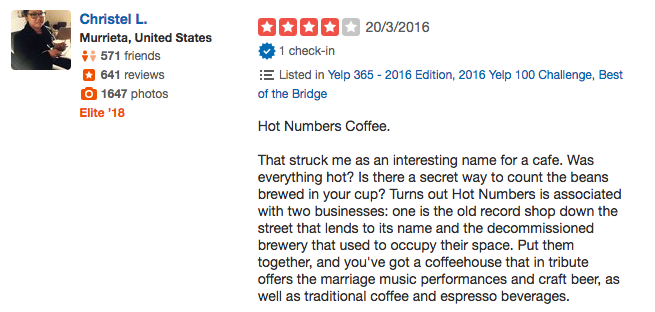 Christel L.
Murrieta, United States
571 friends
641 reviews
1647 photos
Elite '18
20/3/2016
1 check-in
Listed in Yelp 365 - 2016 Edition, 2016 Yelp 100 Challenge, Best
of the Bridge
Hot Numbers Coffee.
That struck me as an interesting name for a cafe. Was
everything hot? Is there a secret way to count the beans
brewed in your cup? Turns out Hot Numbers is associated
with two businesses: one is the old record shop down the
street that lends to its name and the decommissioned
brewery that used to occupy their space. Put them
together, and you've got a coffeehouse that in tribute
offers the marriage music performances and craft beer, as
well as traditional coffee and espresso beverages.